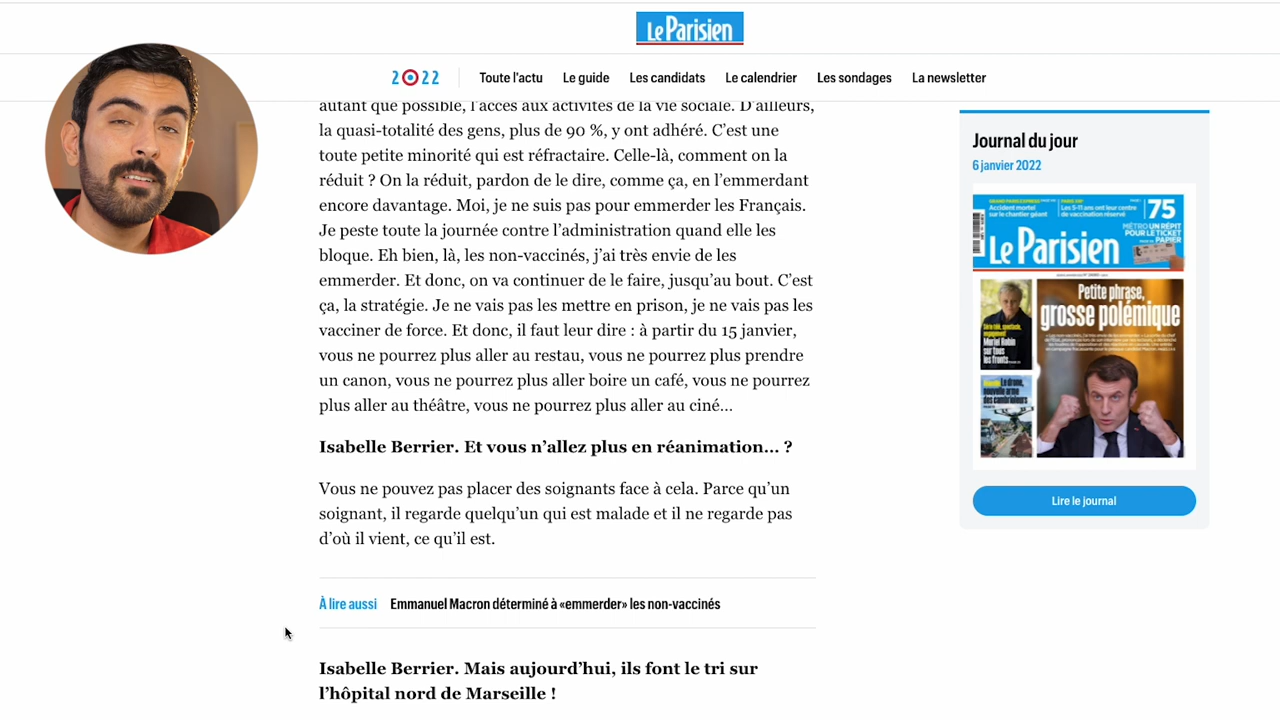 Le Parisien
2022
Toute l'actu
Le guide
Les candidats
Le calendrier
Les sondages
La newsletter
autant que possible, l'accès aux activités de la vie sociale. D'ailleurs,
la quasi-totalité des gens, plus de 90 %, y ont adhéré. C'est une
toute petite minorité qui est réfractaire. Celle-là, comment on la
réduit ? On la réduit, pardon de le dire, comme ça, en l'emmerdant
encore davantage. Moi, je ne suis pas pour emmerder les Français.
Je peste toute la journée contre l'administration quand elle les
bloque. Eh bien, là, les non-vaccinés, j'ai très envie de les
emmerder. Et donc, on va continuer de le faire, jusqu'au bout. C'est
ça, la stratégie. Je ne vais pas les mettre en prison, je ne vais pas les
vacciner de force. Et donc, il faut leur dire : à partir du 15 janvier,
vous ne pourrez plus aller au restau, vous ne pourrez plus prendre
un canon, vous ne pourrez plus aller boire un café, vous ne pourrez
plus aller au théâtre, vous ne pourrez plus aller au ciné...
Isabelle Berrier. Et vous n'allez plus en réanimation... ?
Vous ne pouvez pas placer des soignants face à cela. Parce qu'un
soignant, il regarde quelqu'un qui est malade et il ne regarde pas
d'où il vient, ce qu'il est.
À lire aussi Emmanuel Macron déterminé à «emmerder» les non-vaccinés
Isabelle Berrier. Mais aujourd'hui, ils font le tri sur
l'hôpital nord de Marseille !
Journal du jour
6 janvier 2022
Accident mortel
sur le chantier géant
Les 5-11 ans ont leur centre
de vaccination réservé
75
MÉTRO UN RÉPIT
POUR LE TICKET
PAPIER
Le Parisien
Petite phrase,
grosse polémique
Muriel Robin
sur tous
les fronts
Le drone,
nouvelle arme
des cambrioleurs
Lire le journal